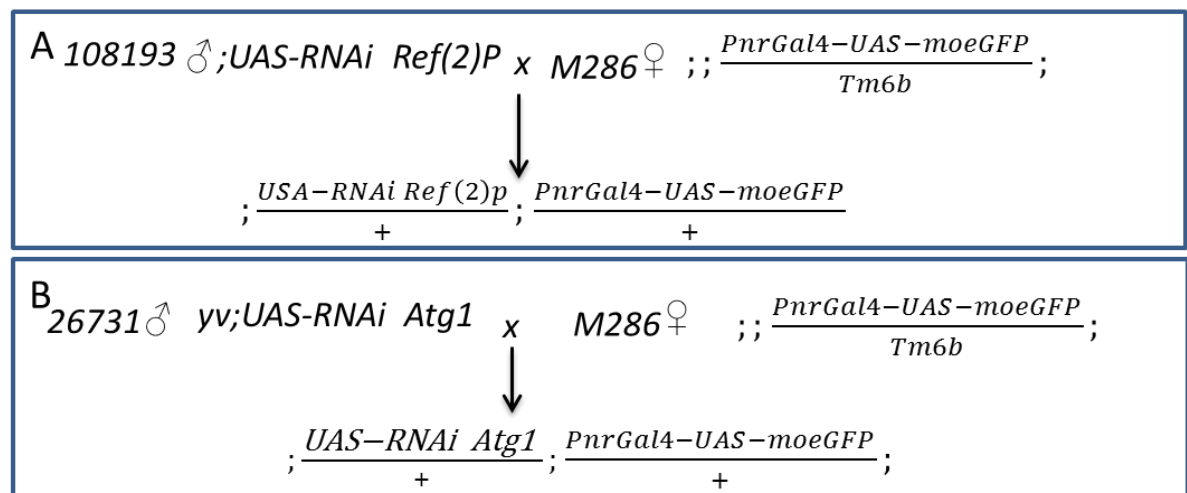 A 108193 ♂;UAS-RNAi Ref(2)P x M286♀ ;; PnrGal4-UAS-moeGFP ;
Tm6b
; USA-RNAi Ref(2)p ; PnrGal4-UAS-moeGFP
+ +
B 26731♂ yv;UAS-RNAi Atg1 x M286♀ ;; PnrGal4-UAS-moeGFP ;
Tm6b
; UAS-RNAi Atg1 ; PnrGal4-UAS-moeGFP ;
+ +